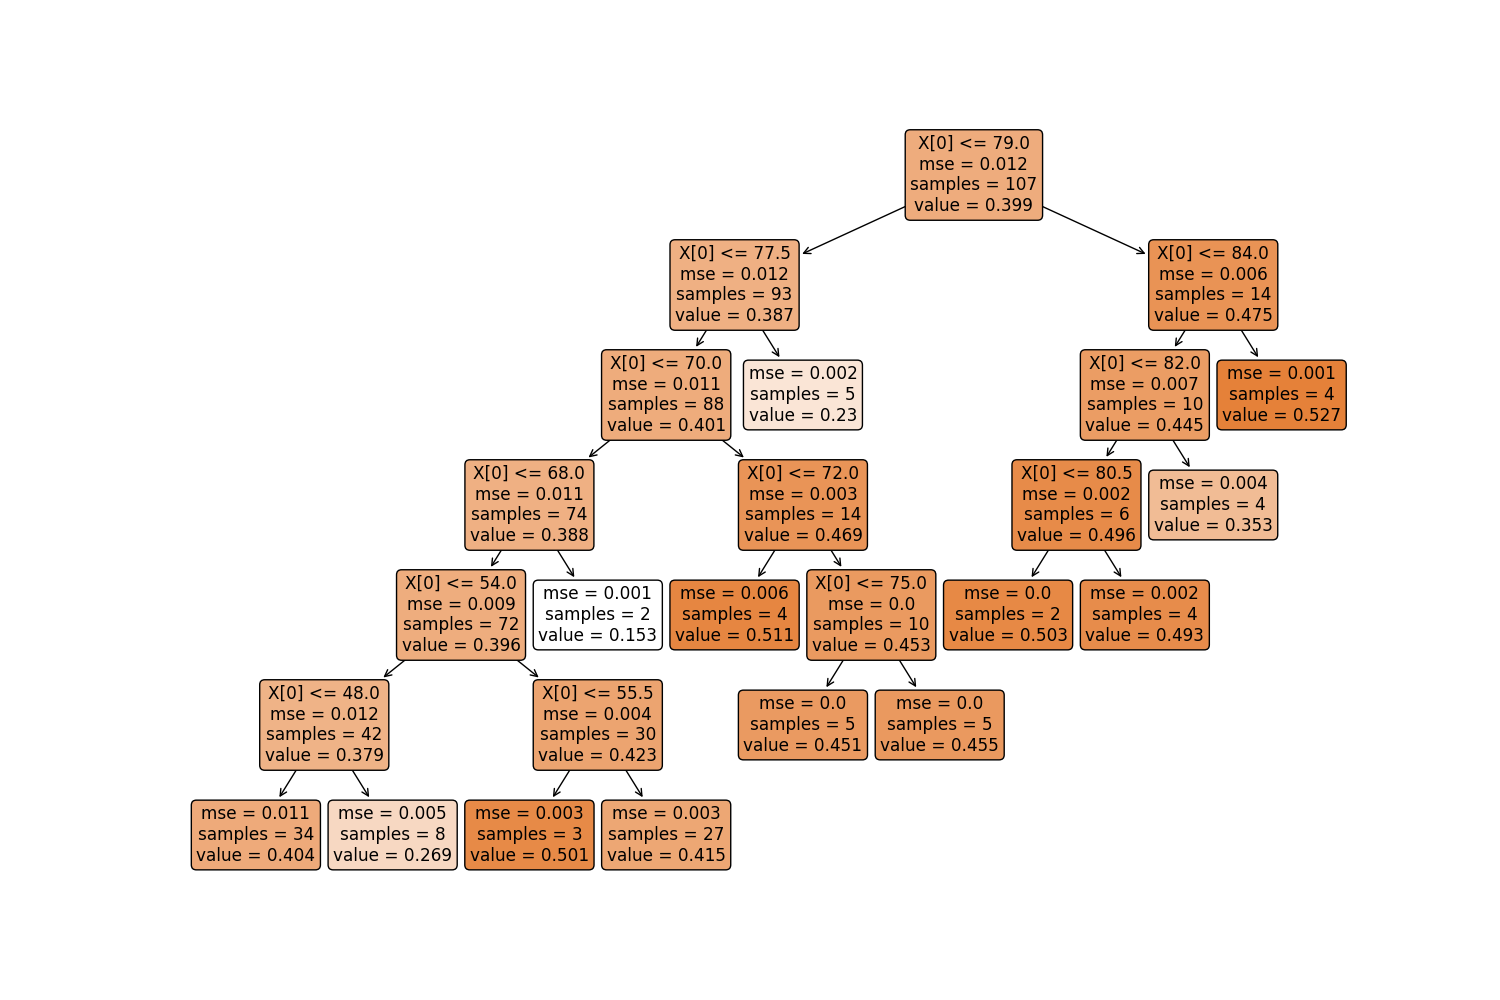 X[0] <= 79.0
mse = 0.012
samples = 107
value = 0.399
X[0] <= 77.5
mse = 0.012
samples = 93
value = 0.387
X[0] <= 84.0
mse = 0.006
samples = 14
value = 0.475
X[0] <= 70.0
mse = 0.011
samples = 88
value = 0.401
mse = 0.002
samples = 5
value = 0.23
X[0] <= 82.0
mse = 0.007
samples = 10
value = 0.445
mse = 0.001
samples = 4
value = 0.527
X[0] <= 68.0
mse = 0.011
samples = 74
value = 0.388
X[0] <= 72.0
mse = 0.003
samples = 14
value = 0.469
X[0] <= 80.5
mse = 0.002
samples = 6
value = 0.496
mse = 0.004
samples = 4
value = 0.353
X[0] <= 54.0
mse = 0.009
samples = 72
value = 0.396
mse = 0.001
samples = 2
value = 0.153
mse = 0.006
samples = 4
value = 0.511
X[0] <= 75.0
mse = 0.0
samples = 10
value = 0.453
mse = 0.0
samples = 2
value = 0.503
mse = 0.002
samples = 4
value = 0.493
X[0] <= 48.0
mse = 0.012
samples = 42
value = 0.379
X[0] <= 55.5
mse = 0.004
samples = 30
value = 0.423
mse = 0.0
samples = 5
value = 0.451
mse = 0.0
samples = 5
value = 0.455
mse = 0.011
samples = 34
value = 0.404
mse = 0.005
samples = 8
value = 0.269
mse = 0.003
samples = 3
value = 0.501
mse = 0.003
samples = 27
value = 0.415